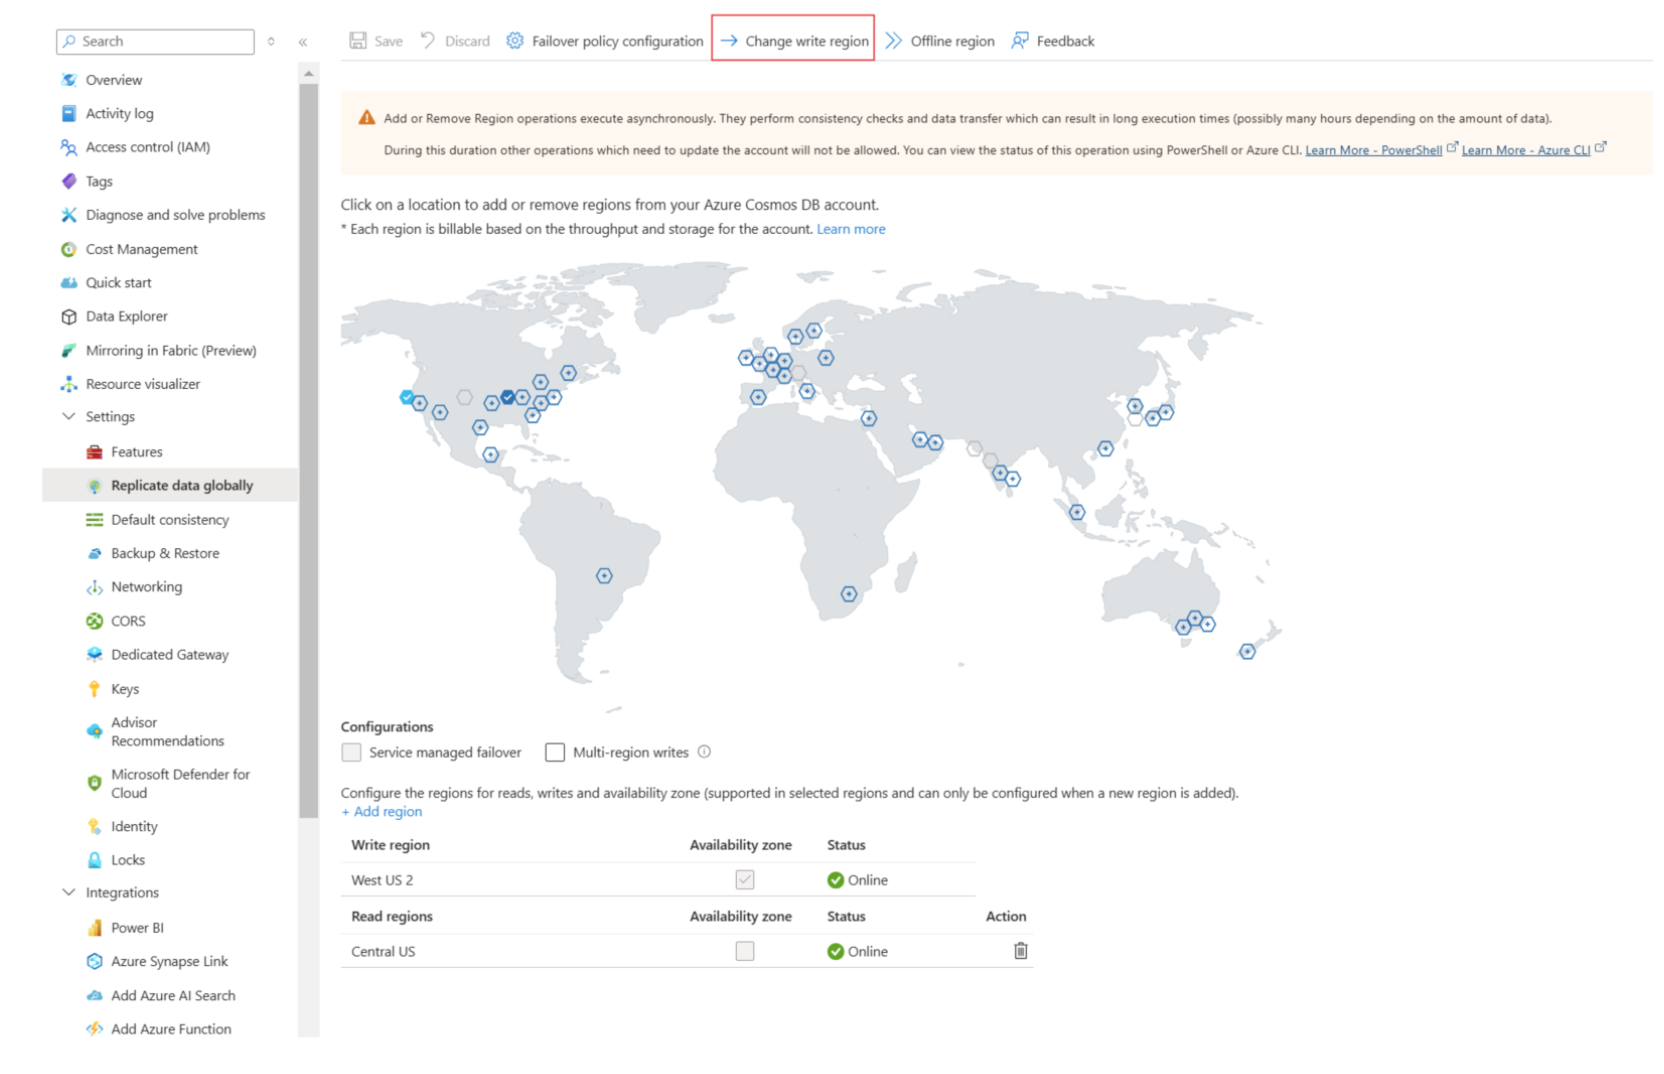 Search
Save
Discard
Failover policy configuration
Change write region
Offline region
Feedback
Overview
Activity log
Access control (IAM)
Tags
Diagnose and solve problems
Cost Management
Quick start
Data Explorer
Mirroring in Fabric (Preview)
Resource visualizer
Settings
Features
Replicate data globally
Default consistency
Backup & Restore
Networking
CORS
Dedicated Gateway
Keys
Advisor
Recommendations
Microsoft Defender for
Cloud
Identity
Locks
Integrations
Power BI
Azure Synapse Link
Add Azure AI Search
Add Azure Function
Add or Remove Region operations execute asynchronously. They perform consistency checks and data transfer which can result in long execution times (possibly many hours depending on the amount of data).
During this duration other operations which need to update the account will not be allowed. You can view the status of this operation using PowerShell or Azure CLI. Learn More - PowerShell Learn More - Azure CLI
Click on a location to add or remove regions from your Azure Cosmos DB account.
* Each region is billable based on the throughput and storage for the account. Learn more
Configurations
Service managed failover
Multi-region writes
Configure the regions for reads, writes and availability zone (supported in selected regions and can only be configured when a new region is added).
+ Add region
Write region Availability zone Status
West US 2 Online
Read regions Availability zone Status Action
Central US Online